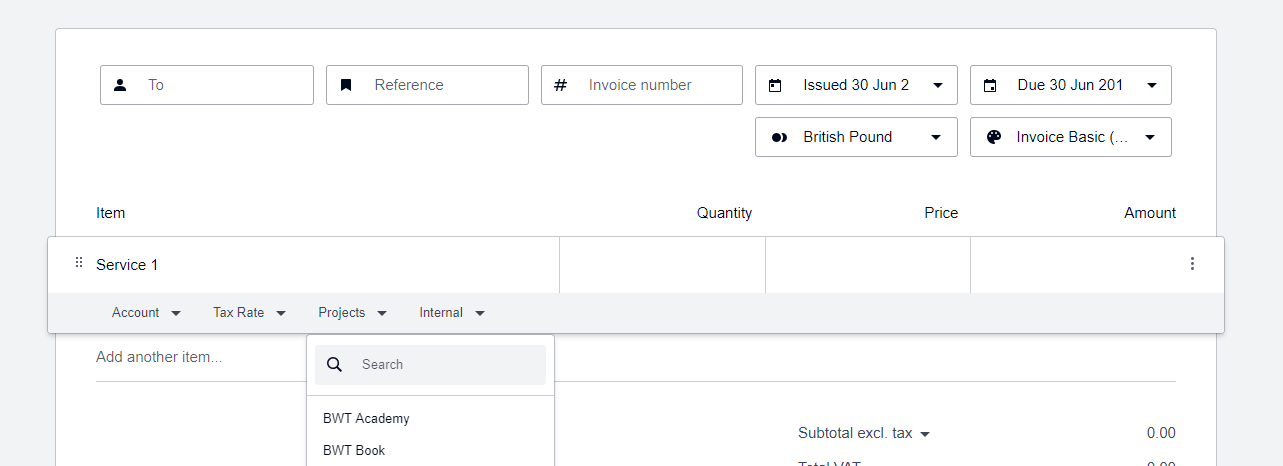 To Reference # Invoice number Issued 30 Jun 2 Due 30 Jun 201
British Pound Invoice Basic (...
Item Quantity Price Amount
Service 1
Account Tax Rate Projects Internal
Add another item... Search
BWT Academy
Subtotal excl. tax 0.00
BWT Book
Total VAT 0.00